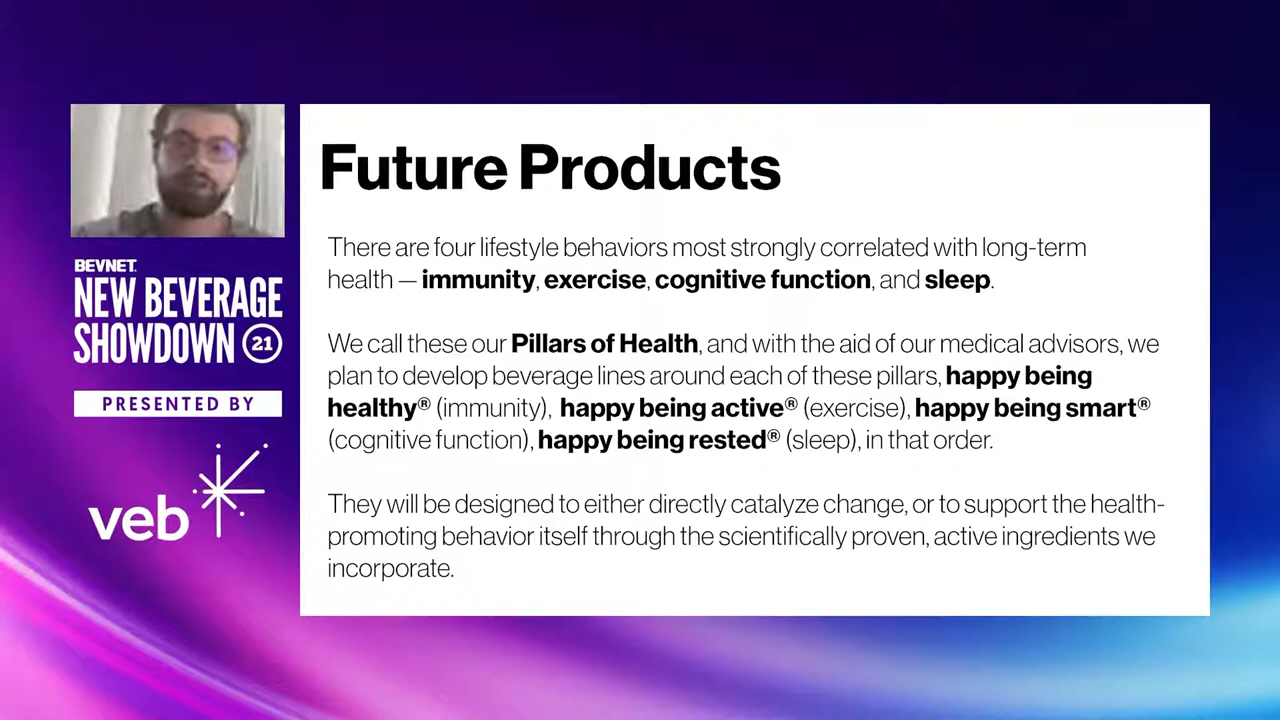 BEVNET.
NEW BEVERAGE
SHOWDOWN 21
PRESENTED BY
veb
Future Products
There are four lifestyle behaviors most strongly correlated with long-term
health — immunity, exercise, cognitive function, and sleep.
We call these our Pillars of Health, and with the aid of our medical advisors, we
plan to develop beverage lines around each of these pillars, happy being
healthy® (immunity), happy being active® (exercise), happy being smart®
(cognitive function), happy being rested® (sleep), in that order.
They will be designed to either directly catalyze change, or to support the health-
promoting behavior itself through the scientifically proven, active ingredients we
incorporate.